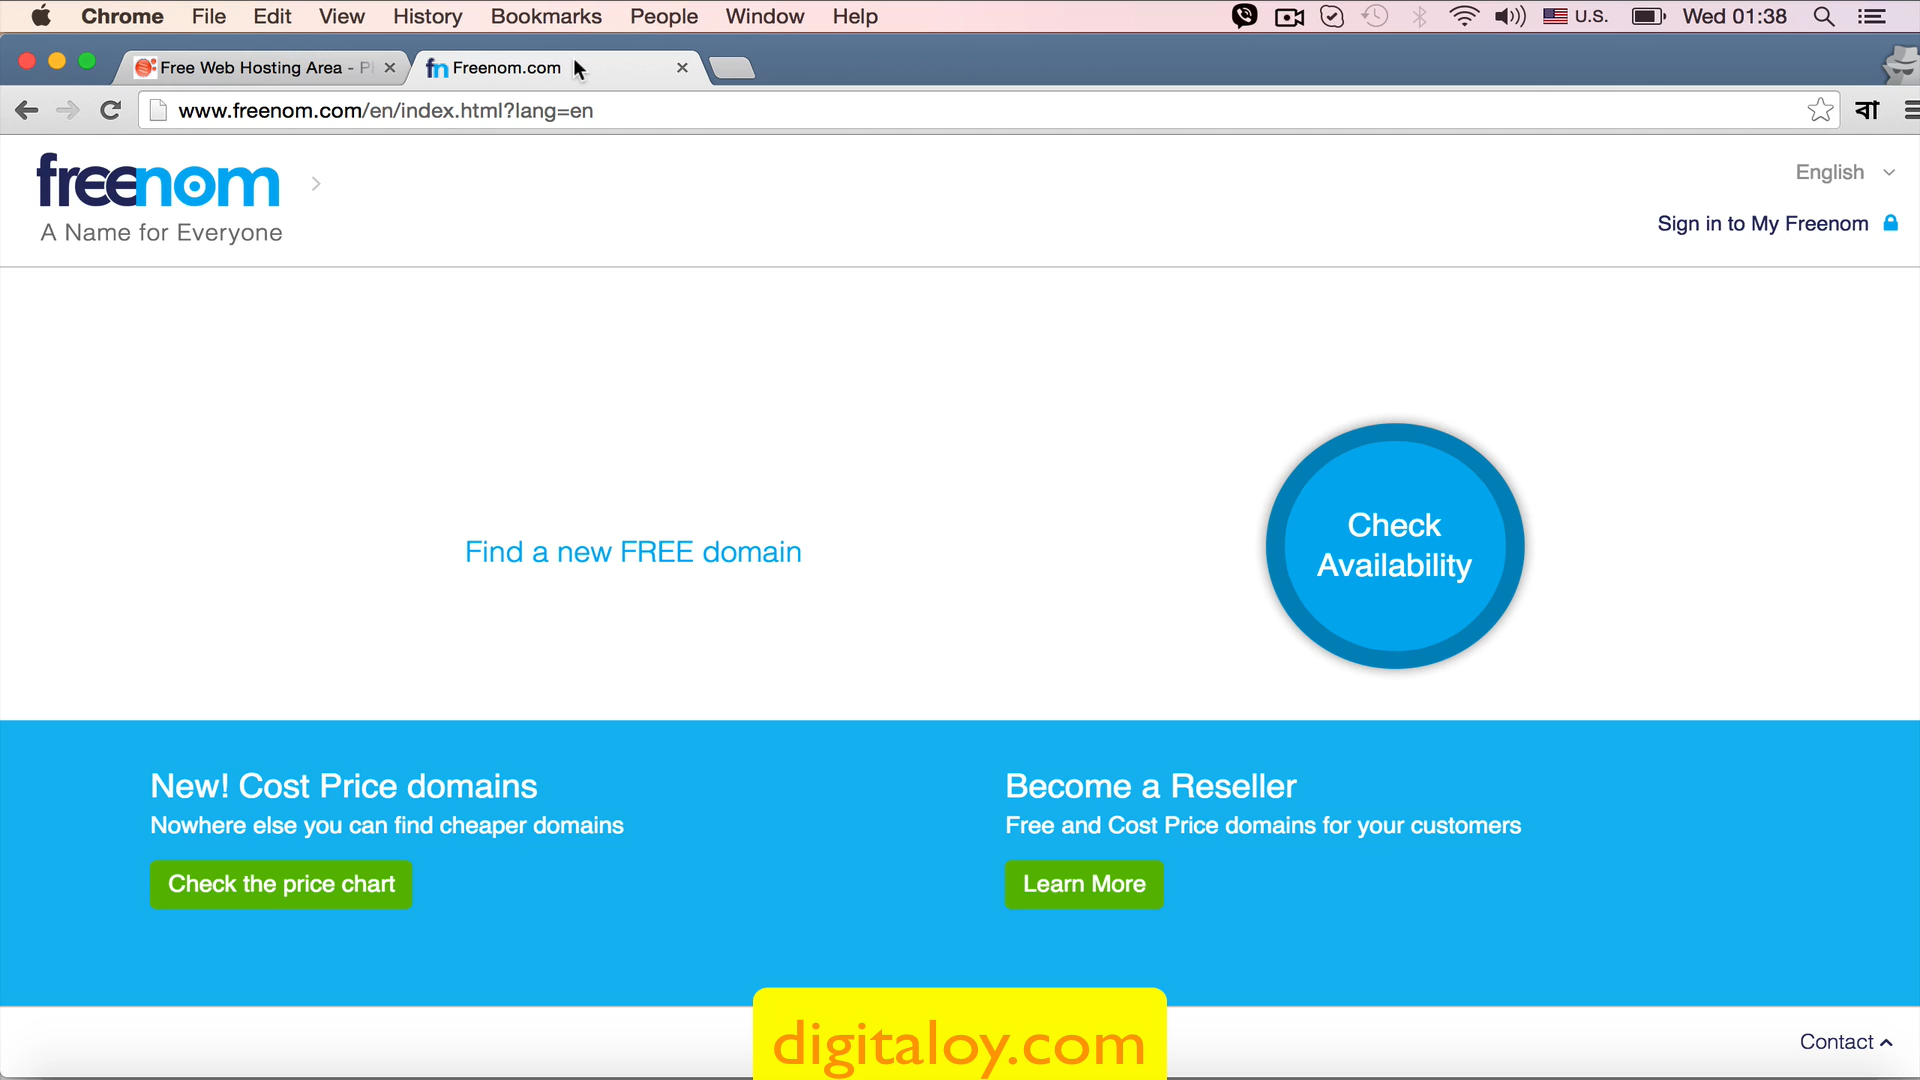 Chrome File Edit View History Bookmarks People Window Help U.S. Wed 01:38
Free Web Hosting Area - P Freenom.com
www.freenom.com/en/index.html?lang=en বা
freenom
A Name for Everyone
English
Sign in to My Freenom
Find a new FREE domain
Check
Availability
New! Cost Price domains
Nowhere else you can find cheaper domains
Check the price chart
Become a Reseller
Free and Cost Price domains for your customers
Learn More
digitaloy.com
Contact